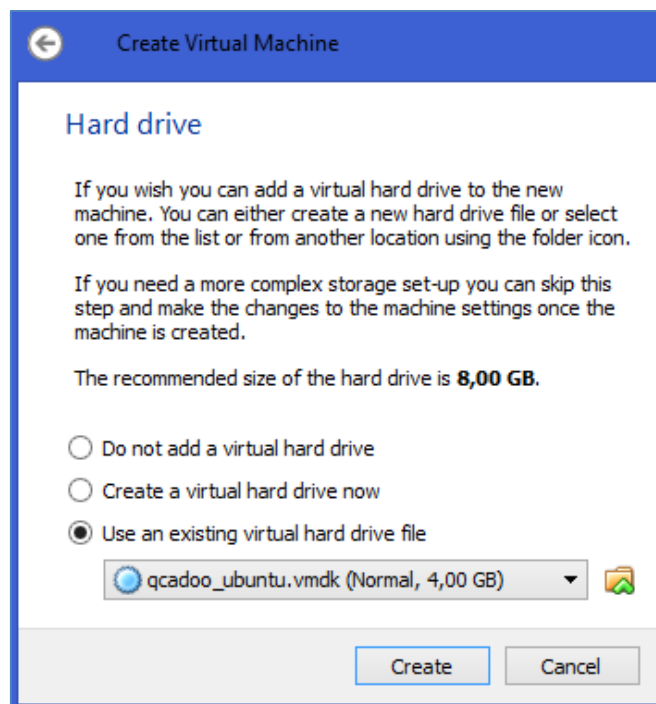 Create Virtual Machine
Hard drive
If you wish you can add a virtual hard drive to the new
machine. You can either create a new hard drive file or select
one from the list or from another location using the folder icon.
If you need a more complex storage set-up you can skip this
step and make the changes to the machine settings once the
machine is created.
The recommended size of the hard drive is 8,00 GB.
Do not add a virtual hard drive
Create a virtual hard drive now
Use an existing virtual hard drive file
qcadoo_ubuntu.vmdk (Normal, 4,00 GB)
Create Cancel